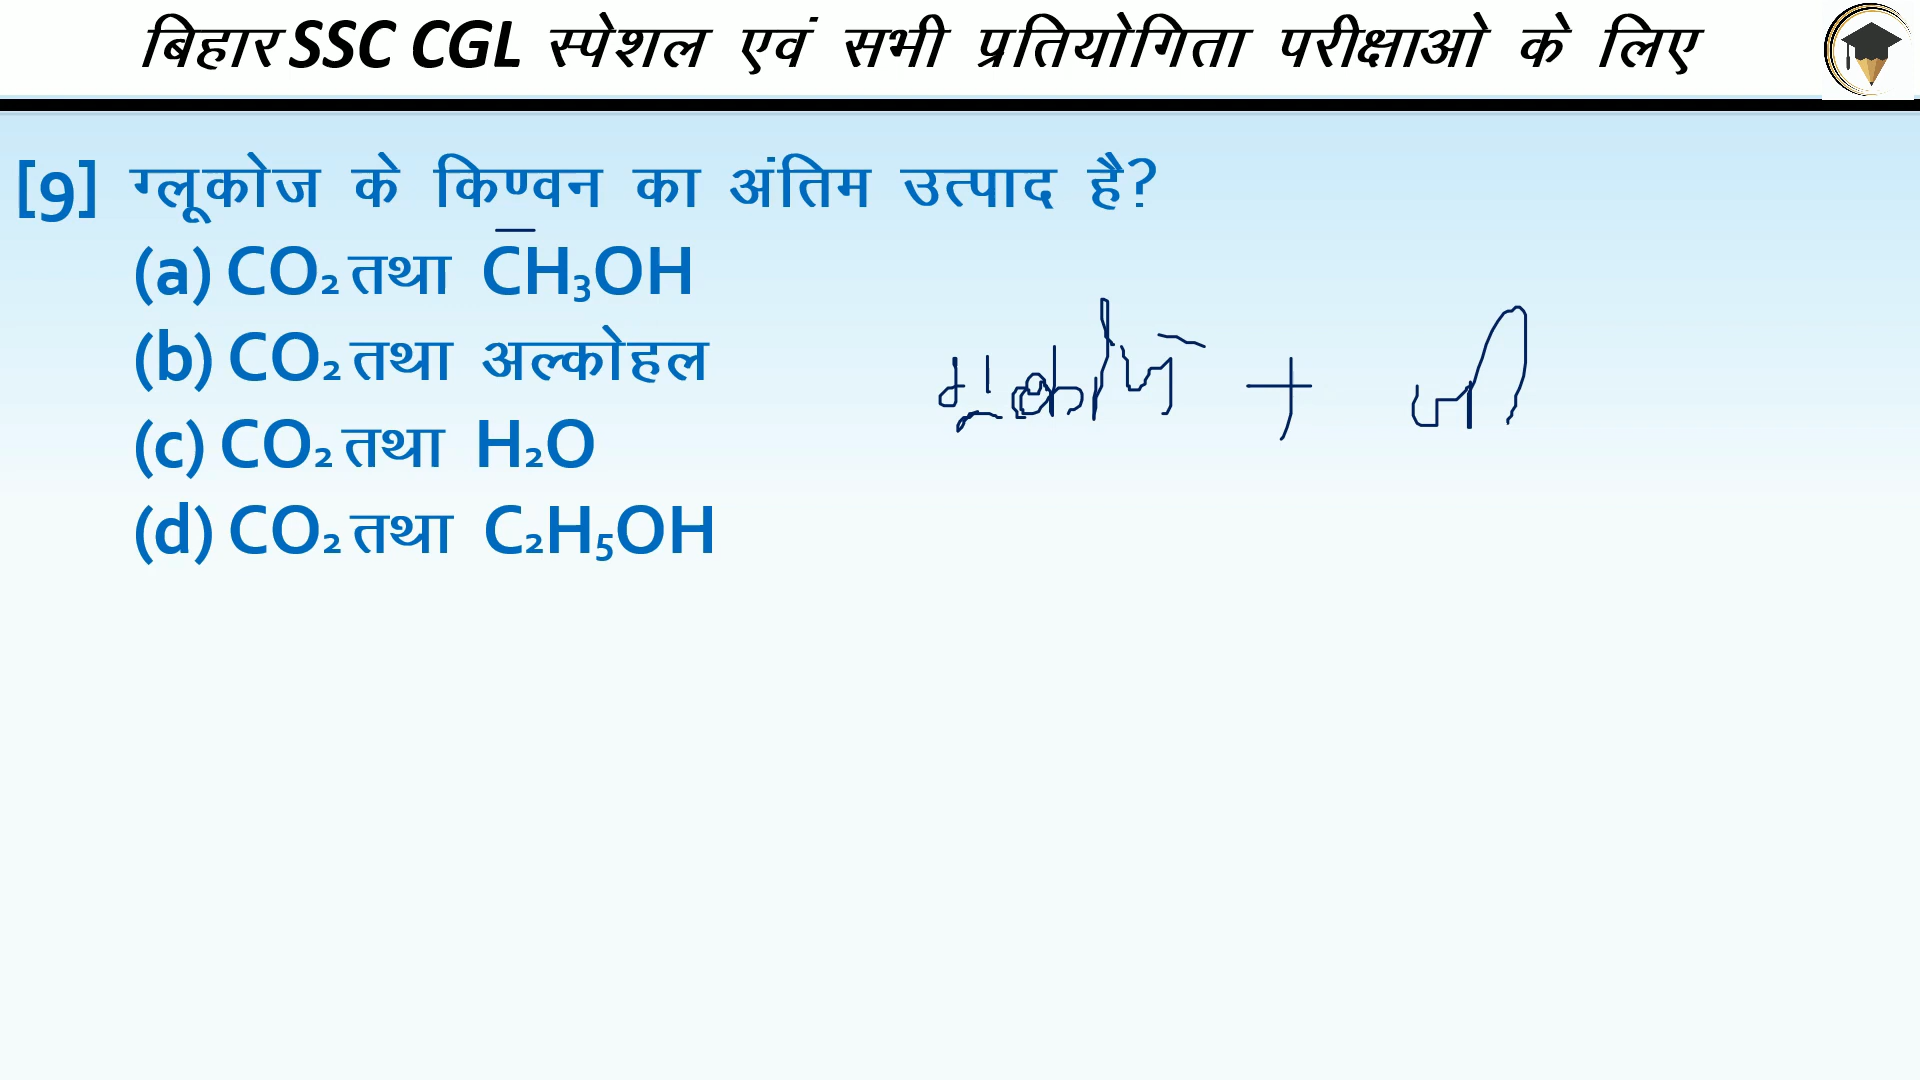 बिहार SSC CGL स्पेशल एवं सभी प्रतियोगिता परीक्षाओ के लिए
[9] ग्लूकोज के किण्वन का अंतिम उत्पाद है?
(a) CO₂ तथा CH₃OH
(b) CO₂ तथा अल्कोहल
(c) CO₂ तथा H₂O
(d) CO₂ तथा C₂H₅OH
ग्लूकोज +